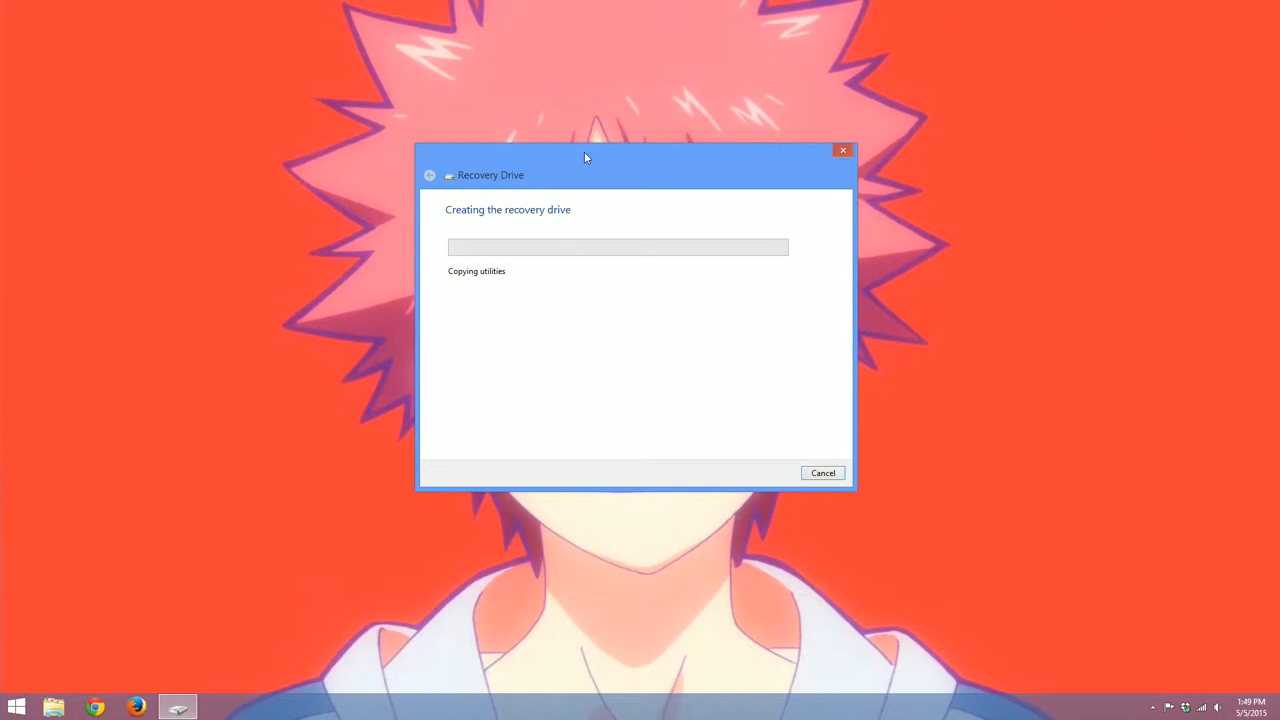 Recovery Drive
Creating the recovery drive
Copying utilities
Cancel
1:49 PM
5/5/2015